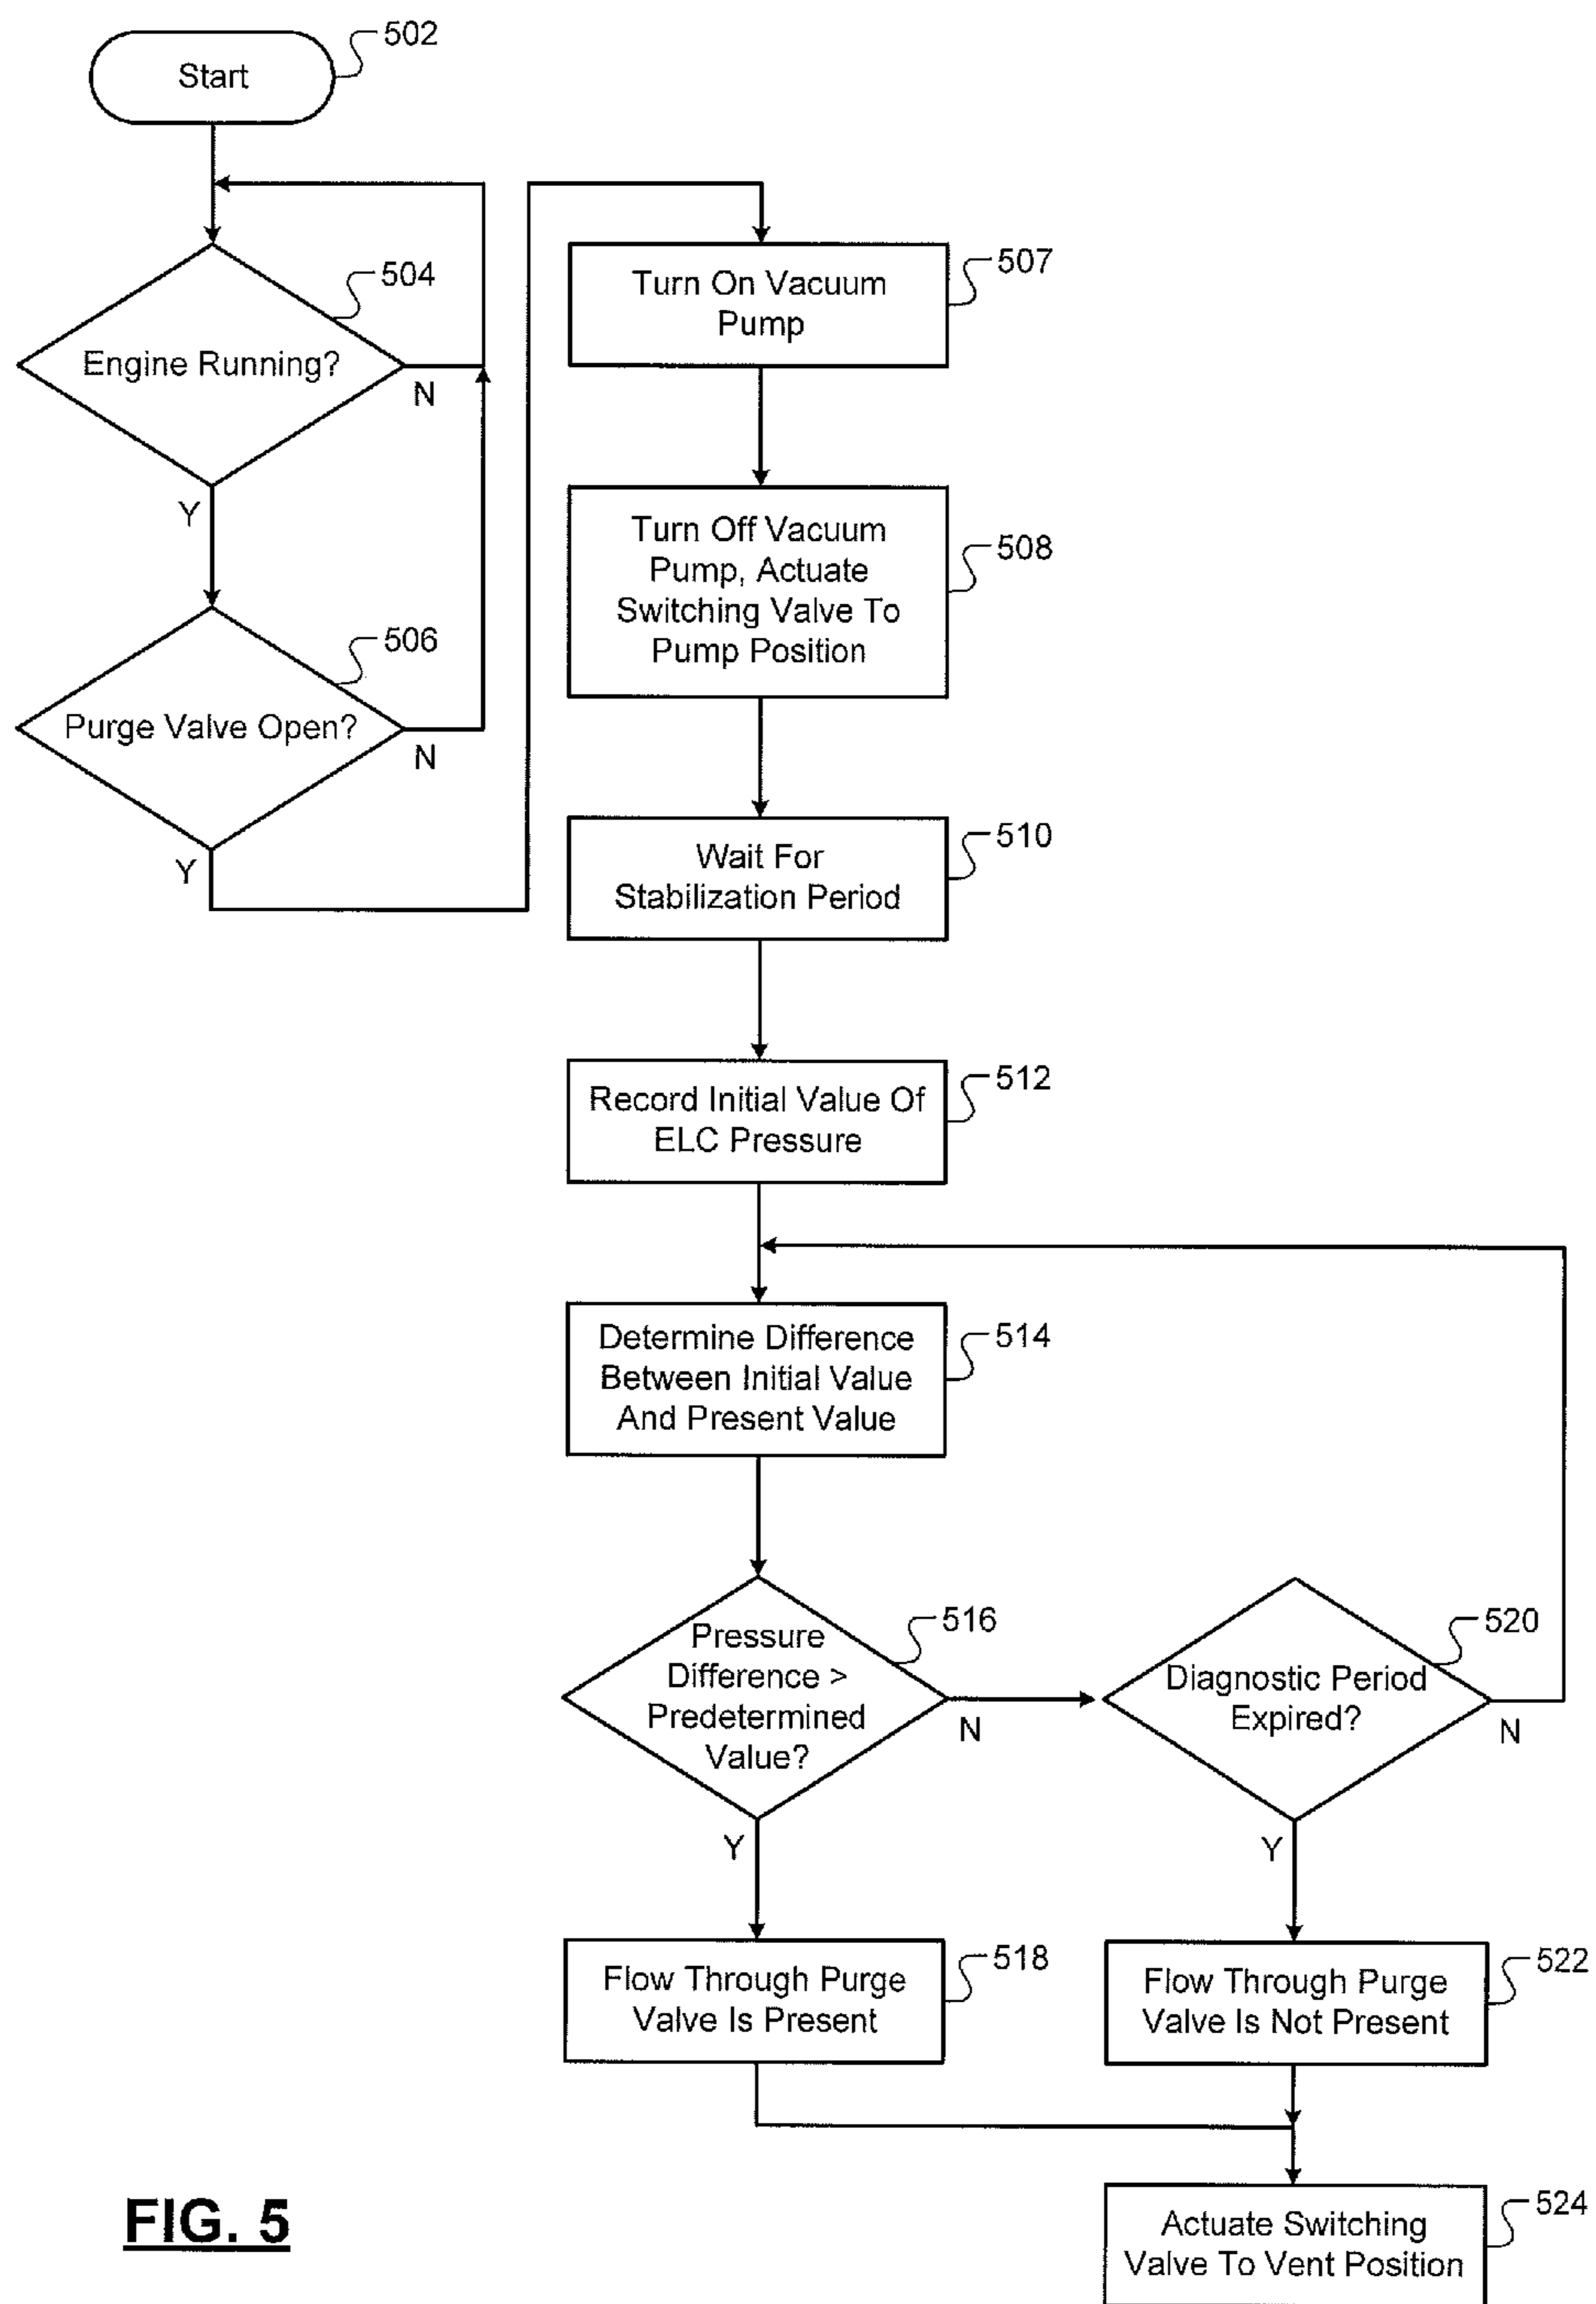 Start
502
Engine Running?
504
N
Y
Purge Valve Open?
506
N
Y
Turn On Vacuum
Pump
507
Turn Off Vacuum
Pump, Actuate
Switching Valve To
Pump Position
508
Wait For
Stabilization Period
510
Record Initial Value Of
ELC Pressure
512
Determine Difference
Between Initial Value
And Present Value
514
Pressure
Difference >
Predetermined
Value?
516
N
Y
Diagnostic Period
Expired?
520
N
Y
Flow Through Purge
Valve Is Present
518
Flow Through Purge
Valve Is Not Present
522
Actuate Switching
Valve To Vent Position
524
FIG. 5